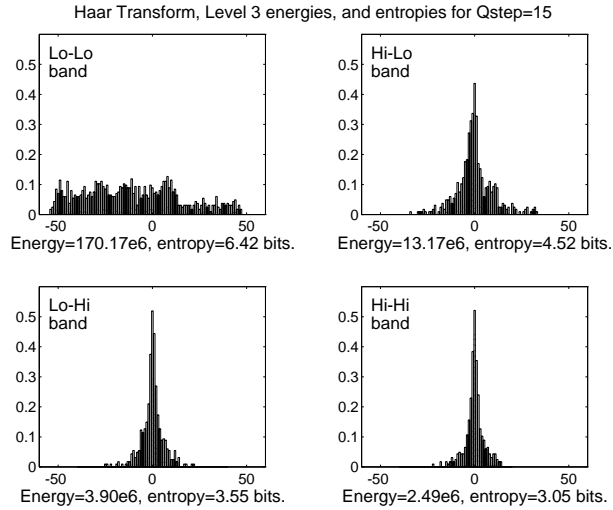 Haar Transform, Level 3 energies, and entropies for Qstep=15
Lo-Lo
band
0.5
0.4
0.3
0.2
0.1
0
-50
0
50
Energy=170.17e6, entropy=6.42 bits.
Hi-Lo
band
0.5
0.4
0.3
0.2
0.1
0
-50
0
50
Energy=13.17e6, entropy=4.52 bits.
Lo-Hi
band
0.5
0.4
0.3
0.2
0.1
0
-50
0
50
Energy=3.90e6, entropy=3.55 bits.
Hi-Hi
band
0.5
0.4
0.3
0.2
0.1
0
-50
0
50
Energy=2.49e6, entropy=3.05 bits.